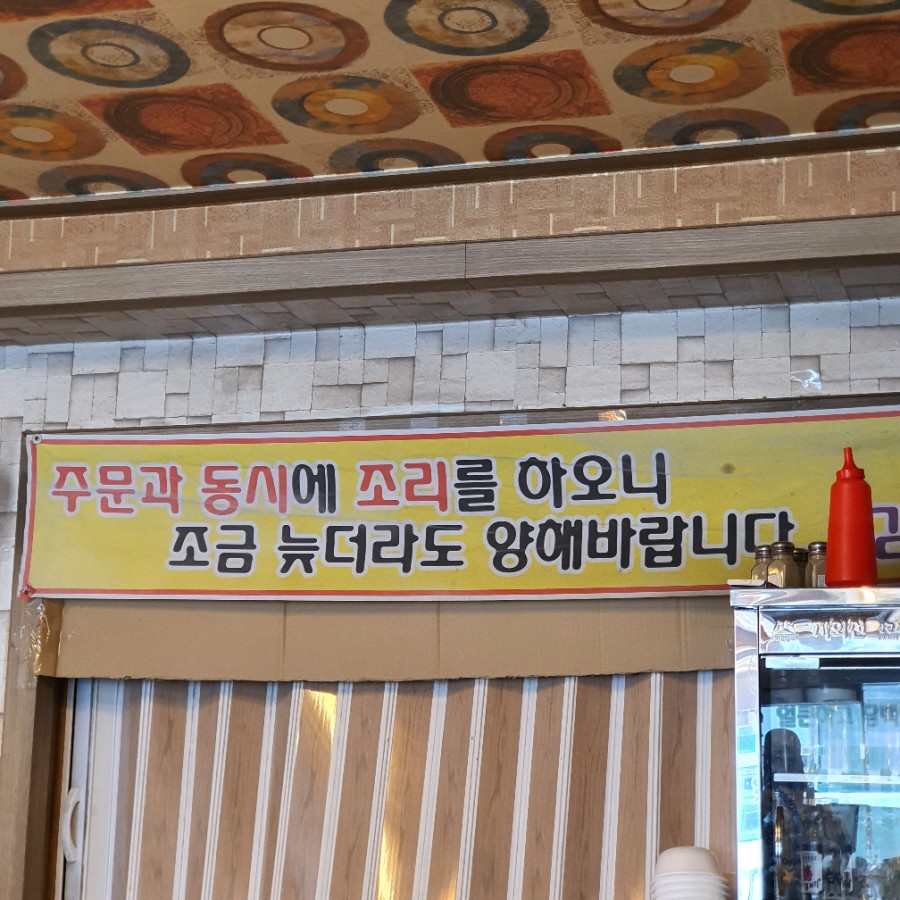 주문과 동시에 조리를 하오니
조금 늦더라도 양해바랍니다